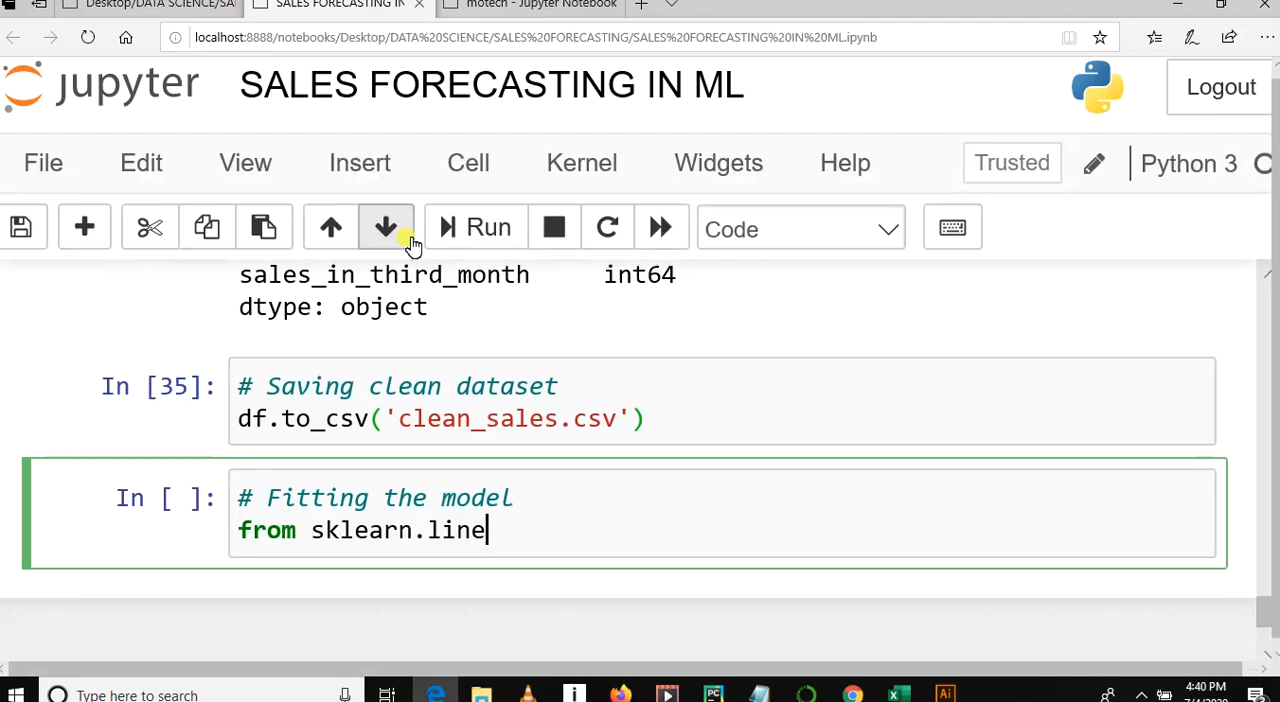 Desktop/DATA SCIENCE/SA
SALES FORECASTING IN
motech - Jupyter Notebook
localhost:8888/notebooks/Desktop/DATA%20SCIENCE/SALES%20FORECASTING/SALES%20FORECASTING%20IN%20ML.ipynb
jupyter
SALES FORECASTING IN ML
Logout
File Edit View Insert Cell Kernel Widgets Help Trusted Python 3
Run Code
sales_in_third_month int64
dtype: object
In [35]: # Saving clean dataset
df.to_csv('clean_sales.csv')
In [ ]: # Fitting the model
from sklearn.line
Type here to search
PC
Ai
4:40 PM